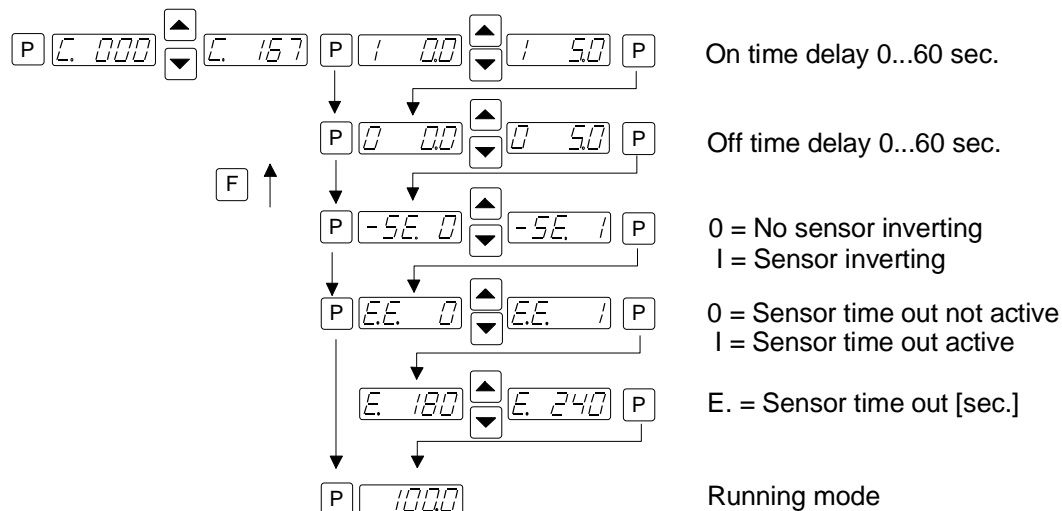 P C. 000 C. 167 P I 0.0 I 5.0 P On time delay 0...60 sec.
P 0 0.0 0 5.0 P Off time delay 0...60 sec.
F
P -SE. 0 -SE. 1 P 0 = No sensor inverting
I = Sensor inverting
P E.E. 0 E.E. 1 P 0 = Sensor time out not active
I = Sensor time out active
E. 180 E. 240 P E. = Sensor time out [sec.]
P 100.0 Running mode